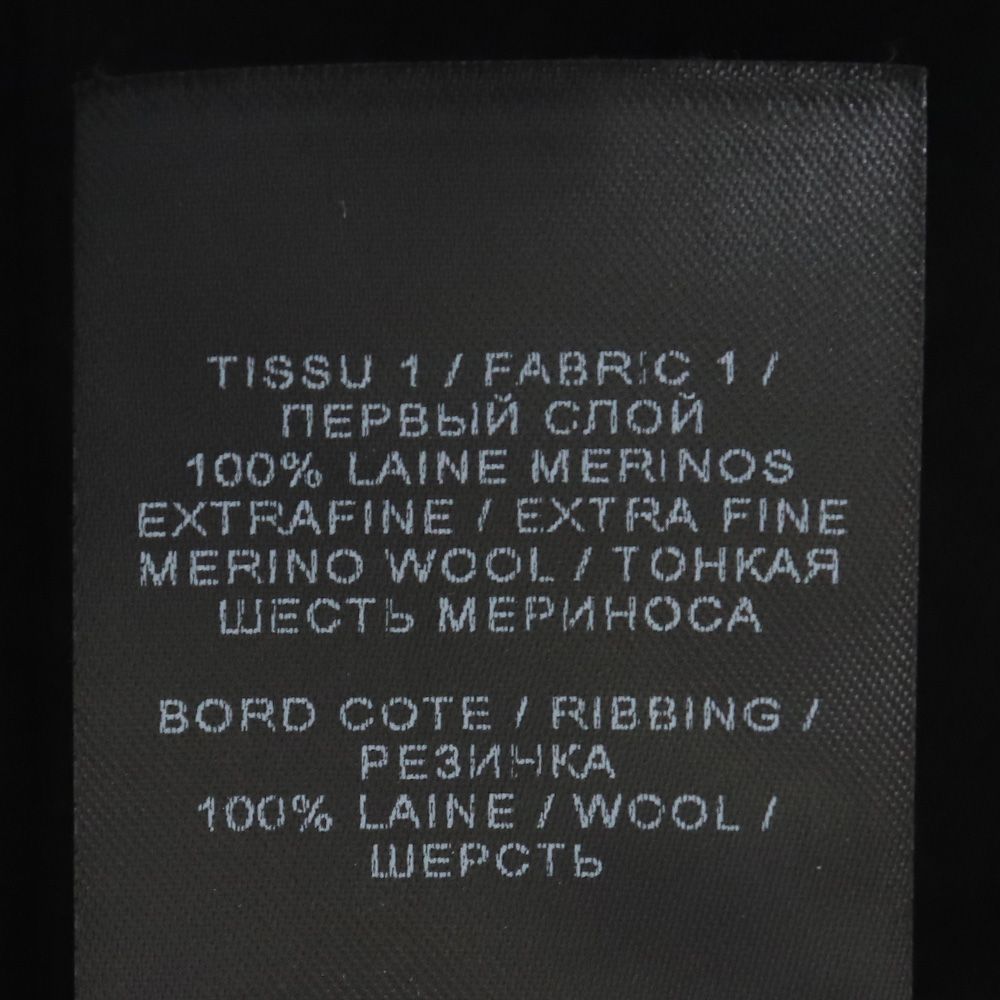 TISSU 1 / FABRIC 1 /
ПЕРВЫЙ СЛОЙ
100% LAINE MERINOS
EXTRAFINE / EXTRA FINE
MERINO WOOL / ТОНКАЯ
ШЕСТЬ МЕРИНОСА
BORD COTE / RIBBING /
РЕЗИНКА
100% LAINE / WOOL /
ШЕРСТЬ